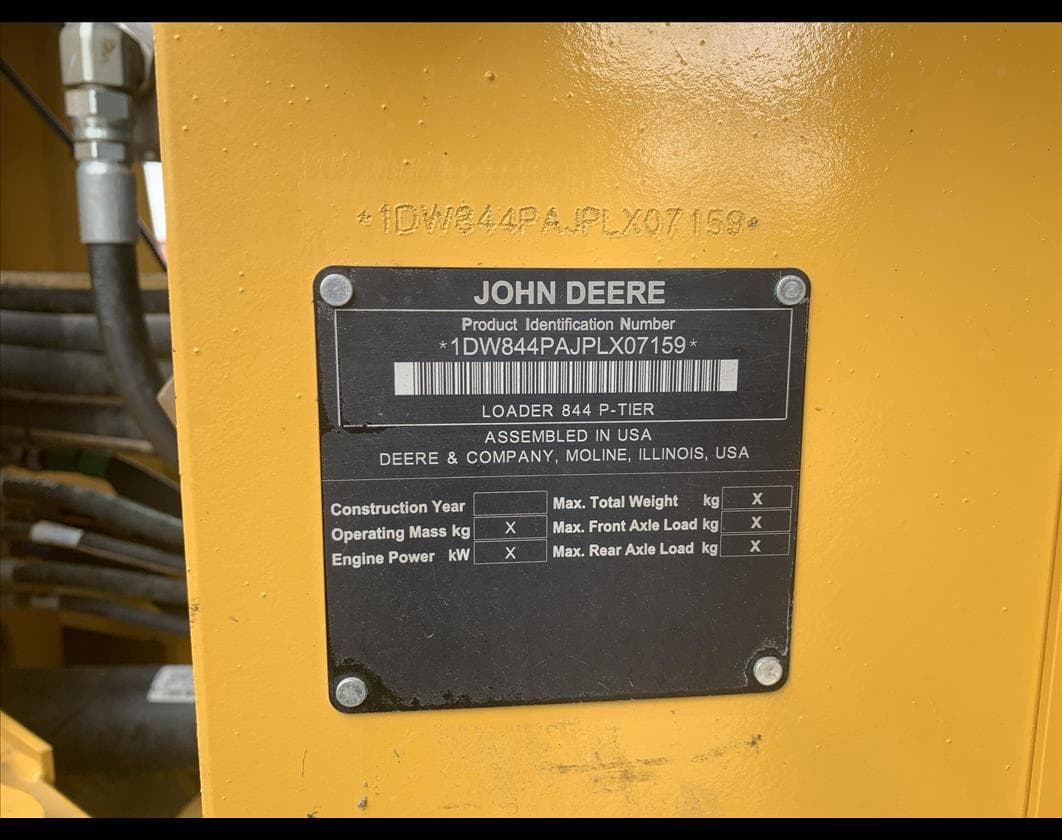 *1DW844PAJPLX07159*
JOHN DEERE
Product Identification Number
*1DW844PAJPLX07159*
LOADER 844 P-TIER
ASSEMBLED IN USA
DEERE & COMPANY, MOLINE, ILLINOIS, USA
Construction Year
Operating Mass kg X
Engine Power kW X
Max. Total Weight kg X
Max. Front Axle Load kg X
Max. Rear Axle Load kg X